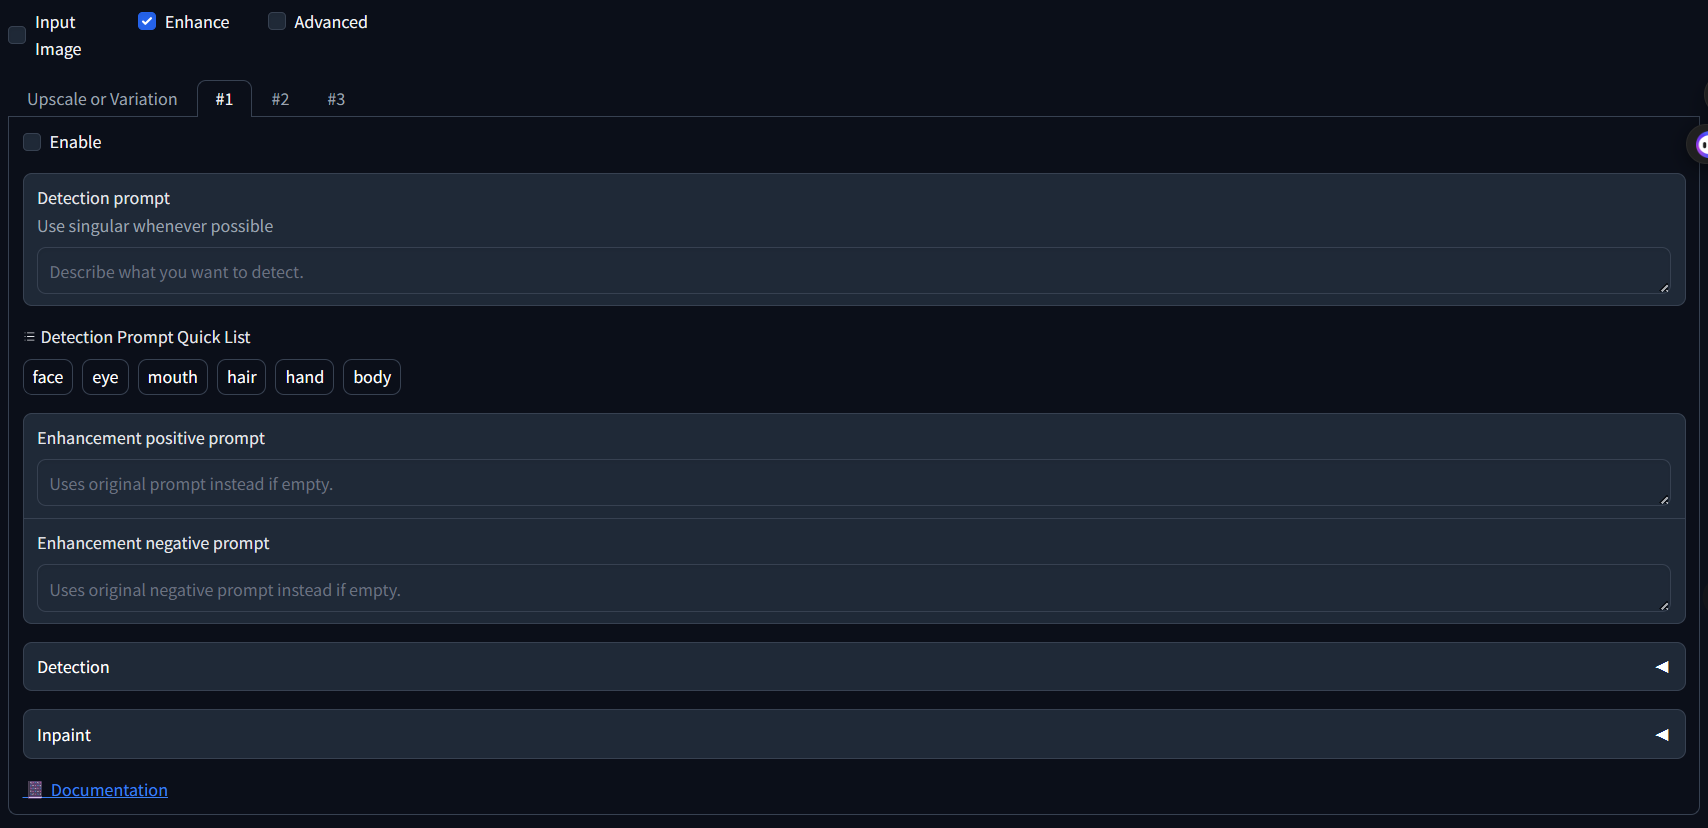 Input
Image
Enhance
Advanced
Upscale or Variation
#1
#2
#3
Enable
Detection prompt
Use singular whenever possible
Describe what you want to detect.
Detection Prompt Quick List
face
eye
mouth
hair
hand
body
Enhancement positive prompt
Uses original prompt instead if empty.
Enhancement negative prompt
Uses original negative prompt instead if empty.
Detection
Inpaint
Documentation